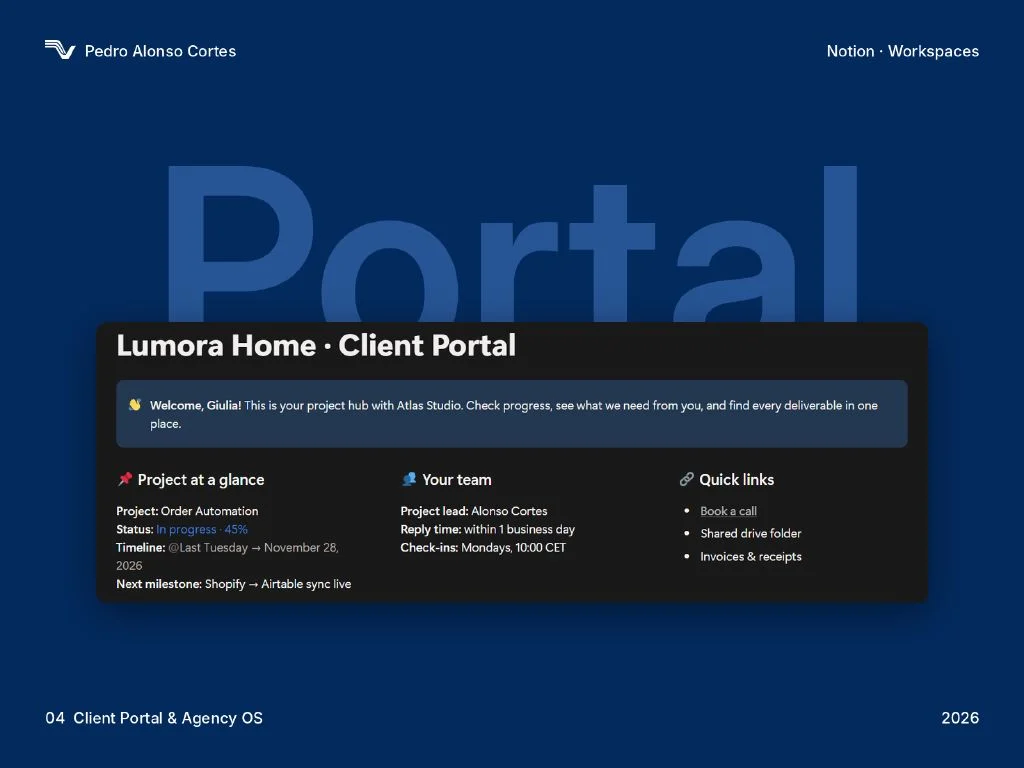 Pedro Alonso Cortes
Notion · Workspaces
Portal
Lumora Home · Client Portal
👋 Welcome, Giulia! This is your project hub with Atlas Studio. Check progress, see what we need from you, and find every deliverable in one
place.
📌 Project at a glance
Project: Order Automation
Status: In progress · 45%
Timeline: @Last Tuesday → November 28,
2026
Next milestone: Shopify → Airtable sync live
👥 Your team
Project lead: Alonso Cortes
Reply time: within 1 business day
Check-ins: Mondays, 10:00 CET
🔗 Quick links
• Book a call
• Shared drive folder
• Invoices & receipts
04 Client Portal & Agency OS
2026